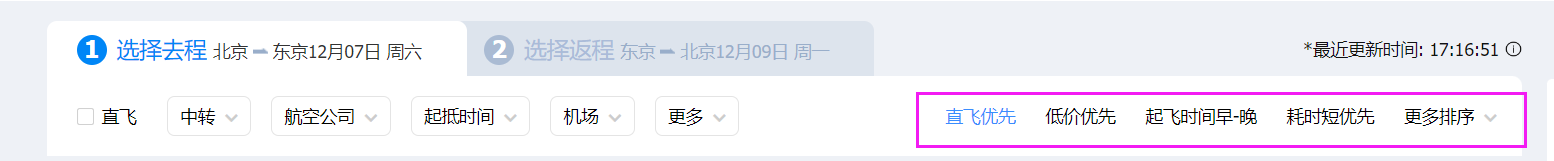 1 选择去程 北京 东京12月07日 周六
2 选择返程 东京 北京12月09日 周一
*最近更新时间: 17:16:51
直飞 中转 航空公司 起抵时间 机场 更多
直飞优先 低价优先 起飞时间早-晚 耗时短优先 更多排序